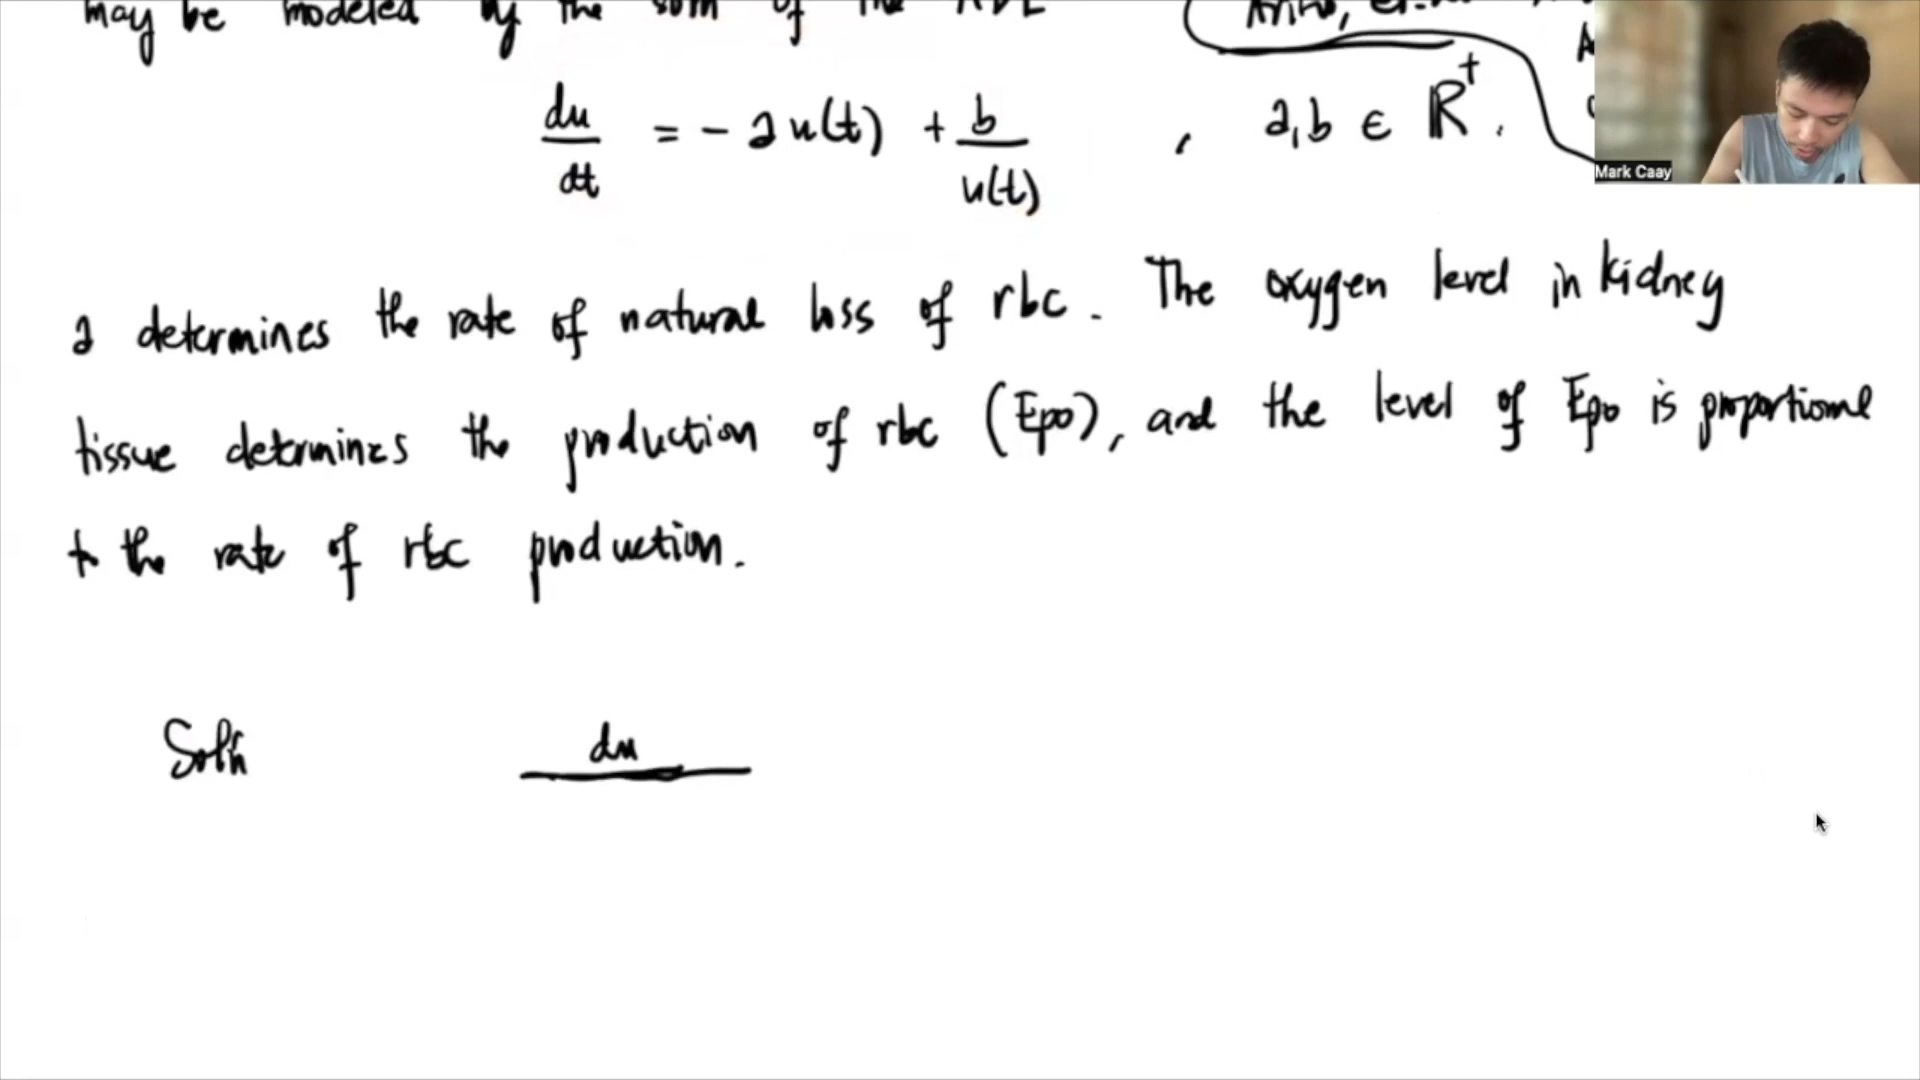 may be modeled by the soln of the
du/dt = - a u(t) + b/u(t) , a,b ∈ ℝ⁺.
Mark Caay
a determines the rate of natural loss of rbc. The oxygen level in kidney
tissue determines the production of rbc (Epo), and the level of Epo is proportional
to the rate of rbc production.
Soln du